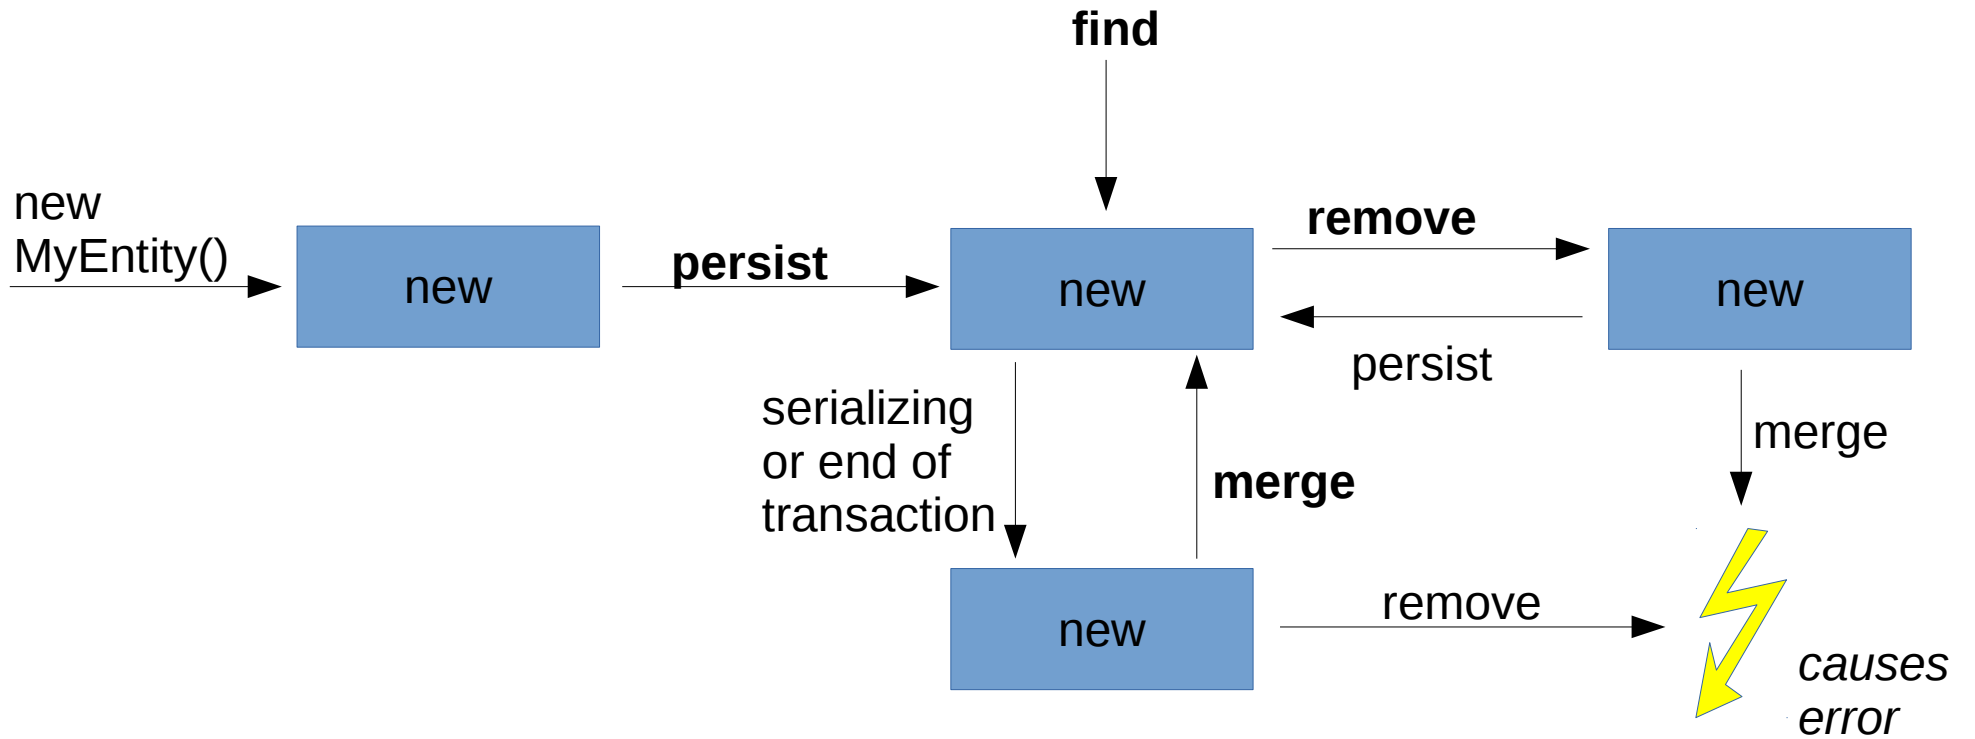 find
new
MyEntity()
new
persist
new
remove
new
persist
serializing
or end of
transaction
merge
merge
new
remove
causes
error